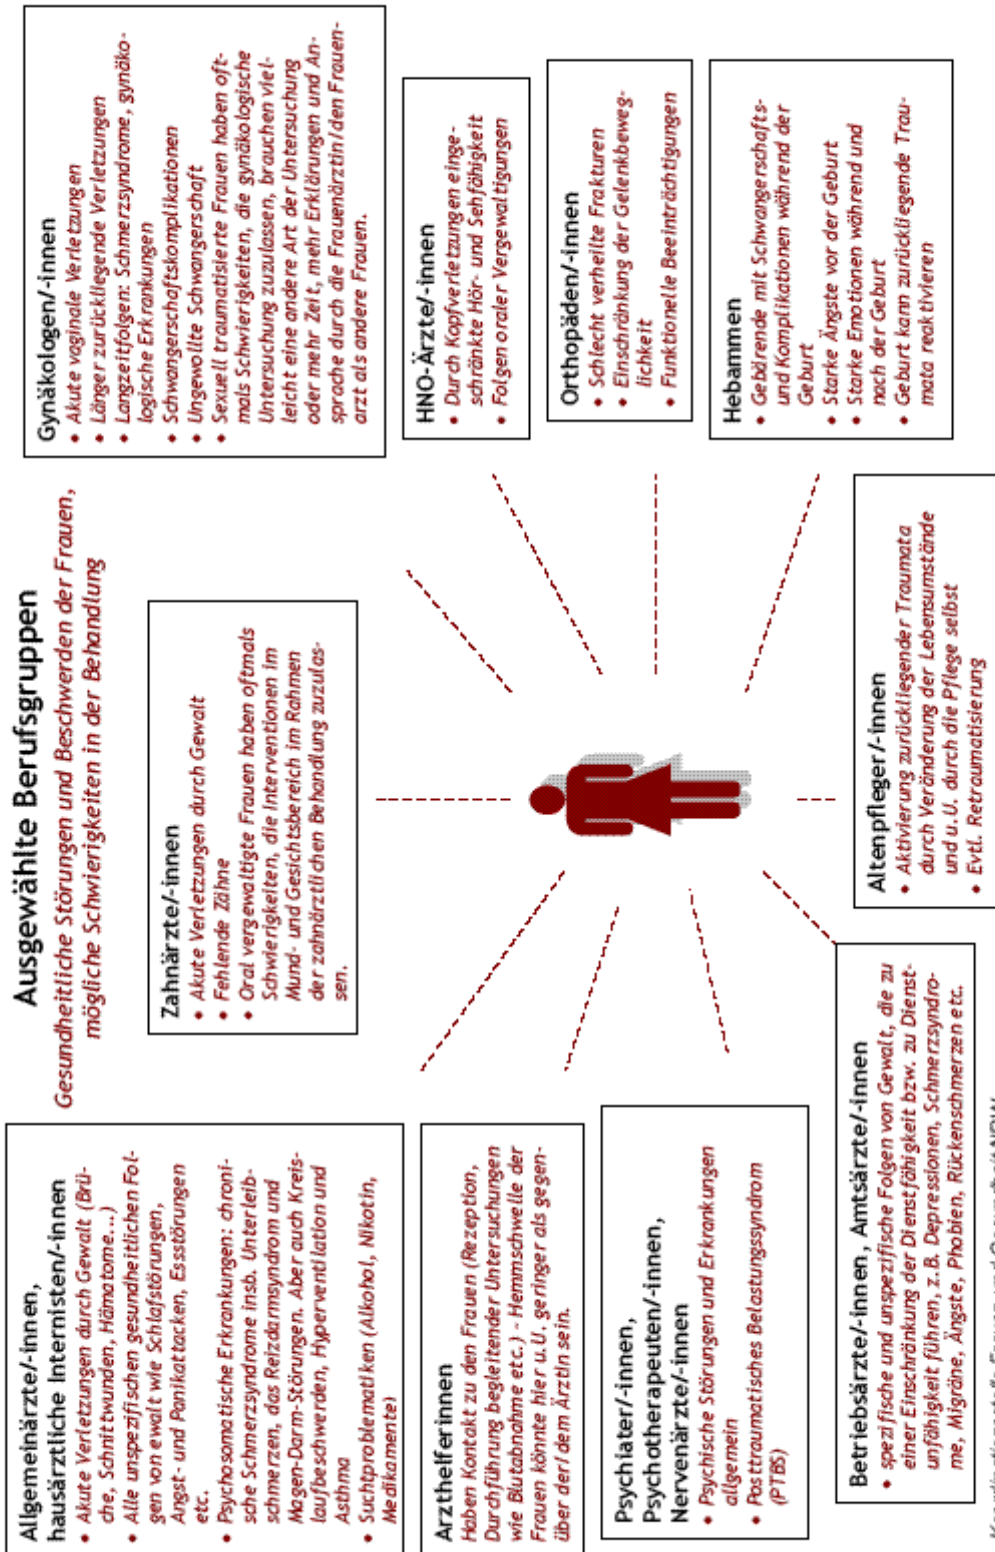 Ausgewählte Berufsgruppen
Gesundheitliche Störungen und Beschwerden der Frauen,
mögliche Schwierigkeiten in der Behandlung
Allgemeinärzte/-innen,
hausärztliche Internisten/-innen
• Akute Verletzungen durch Gewalt (Brü-
che, Schnittwunden, Hämatome...)
• Alle unspezifischen gesundheitlichen Fol-
gen von ewalt wie Schlafstörungen,
Angst- und Panikattacken, Essstörungen
etc.
• Psychosomatische Erkrankungen: chroni-
sche Schmerzsyndrome insb. Unterleib-
schmerzen, das Reizdarmsyndrom und
Magen-Darm-Störungen. Aber auch Kreis-
laufbeschwerden, Hyperventilation und
Asthma
• Suchtproblematiken (Alkohol, Nikotin,
Medikamente)
Zahnärzte/-innen
• Akute Verletzungen durch Gewalt
• Fehlende Zähne
• Oral vergewaltigte Frauen haben oftmals
Schwierigkeiten, die Interventionen im
Mund- und Gesichtsbereich im Rahmen
der zahnärztlichen Behandlung zuzulas-
sen.
Gynäkologen/-innen
• Akute vaginale Verletzungen
• Länger zurückliegende Verletzungen
• Langzeitfolgen: Schmerzsyndrome, gynäko-
logische Erkrankungen
• Schwangerschaftskomplikationen
• Ungewollte Schwangerschaft
• Sexuell traumatisierte Frauen haben oft-
mals Schwierigkeiten, die gynäkologische
Untersuchung zuzulassen, brauchen viel-
leicht eine andere Art der Untersuchung
oder mehr Zeit, mehr Erklärungen und An-
sprache durch die Frauenärztin/den Frauen-
arzt als andere Frauen.
Arzthelferinnen
Haben Kontakt zu den Frauen (Rezeption,
Durchführung begleitender Untersuchungen
wie Blutabnahme etc.) - Hemmschwelle der
Frauen könnte hier u.U. geringer als gegen-
über der/dem Ärztin sein.
HNO-Ärzte/-innen
• Durch Kopfverletzungen einge-
schränkte Hör- und Sehfähigkeit
• Folgen oraler Vergewaltigungen
Orthopäden/-innen
• Schlecht verheilte Frakturen
• Einschränkung der Gelenkbeweg-
lichkeit
• Funktionelle Beeinträchtigungen
Psychiater/-innen,
Psychotherapeuten/-innen,
Nervenärzte/-innen
• Psychische Störungen und Erkrankungen
allgemein
• Posttraumatisches Belastungssyndrom
(PTBS)
Hebammen
• Gebärende mit Schwangerschafts-
und Komplikationen während der
Geburt
• Starke Ängste vor der Geburt
• Starke Emotionen während und
nach der Geburt
• Geburt kann zurückliegende Trau-
mata reaktivieren
Betriebsärzte/-innen, Amtsärzte/-innen
• spezifische und unspezifische Folgen von Gewalt, die zu
einer Einschränkung der Dienstfähigkeit bzw. zu Dienst-
unfähigkeit führen, z.B. Depressionen, Schmerzsyndro-
me, Migräne, Ängste, Phobien, Rückenschmerzen etc.
Altenpfleger/-innen
• Aktivierung zurückliegender Traumata
durch Veränderung der Lebensumstände
und u.U. durch die Pflege selbst
• Evtl. Retraumatisierung